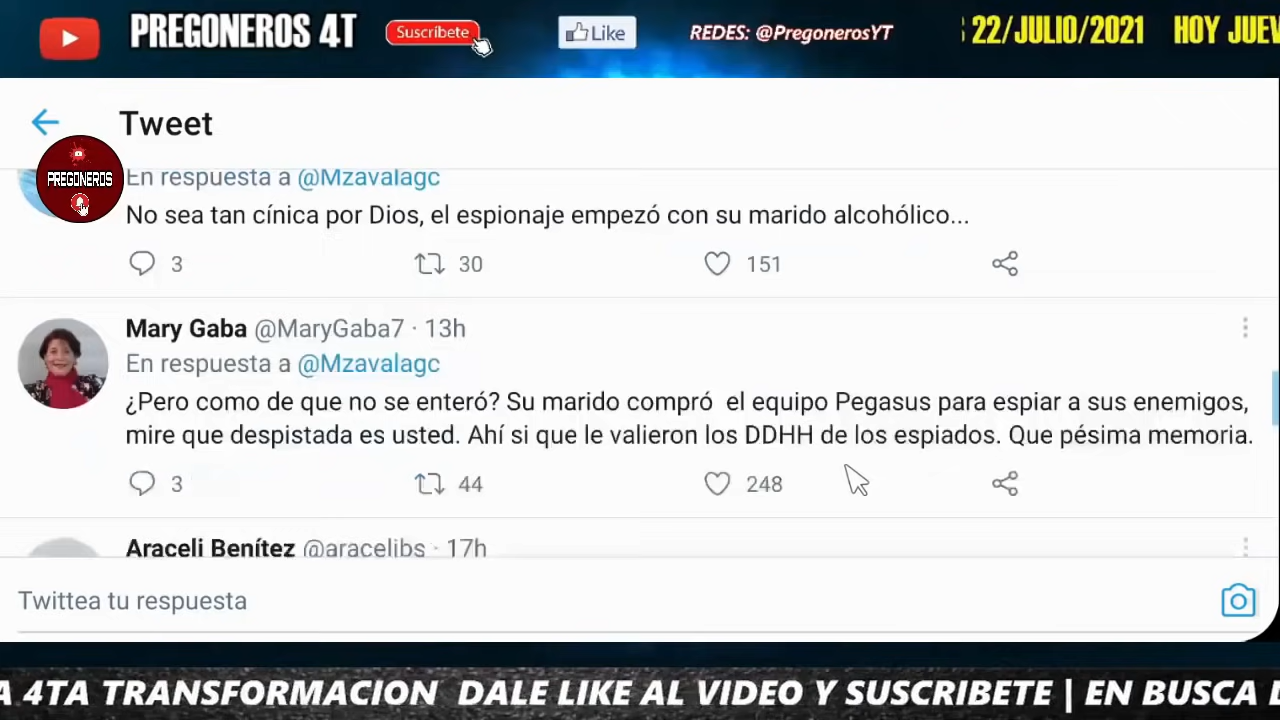 PREGONEROS 4T
Suscríbete
Like
REDES: @PregonerosYT
22/JULIO/2021 HOY JUEV
Tweet
PREGONEROS
En respuesta a @Mzavalagc
No sea tan cínica por Dios, el espionaje empezó con su marido alcohólico...
3 30 151
Mary Gaba @MaryGaba7 · 13h
En respuesta a @Mzavalagc
¿Pero como de que no se enteró? Su marido compró el equipo Pegasus para espiar a sus enemigos,
mire que despistada es usted. Ahí si que le valieron los DDHH de los espiados. Que pésima memoria.
3 44 248
Araceli Benítez @aracelibs · 17h
Twittea tu respuesta
A 4TA TRANSFORMACION DALE LIKE AL VIDEO Y SUSCRIBETE | EN BUSCA